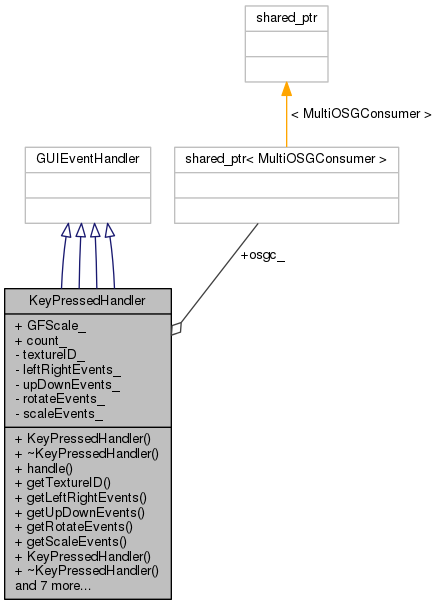 shared_ptr
< MultiOSGConsumer >
GUIEventHandler
shared_ptr< MultiOSGConsumer >
+osgc_
KeyPressedHandler
+ GFScale_
+ count_
- textureID_
- leftRightEvents_
- upDownEvents_
- rotateEvents_
- scaleEvents_
+ KeyPressedHandler()
+ ~KeyPressedHandler()
+ handle()
+ getTextureID()
+ getLeftRightEvents()
+ getUpDownEvents()
+ getRotateEvents()
+ getScaleEvents()
+ KeyPressedHandler()
+ ~KeyPressedHandler()
and 7 more...